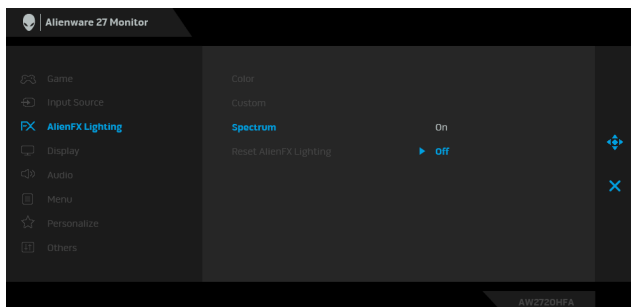 Alienware 27 Monitor
Game
Color
Input Source
Custom
FX AlienFX Lighting
Spectrum
On
Display
Reset AlienFX Lighting
Off
Audio
Menu
Personalize
Others
AW2720HFA